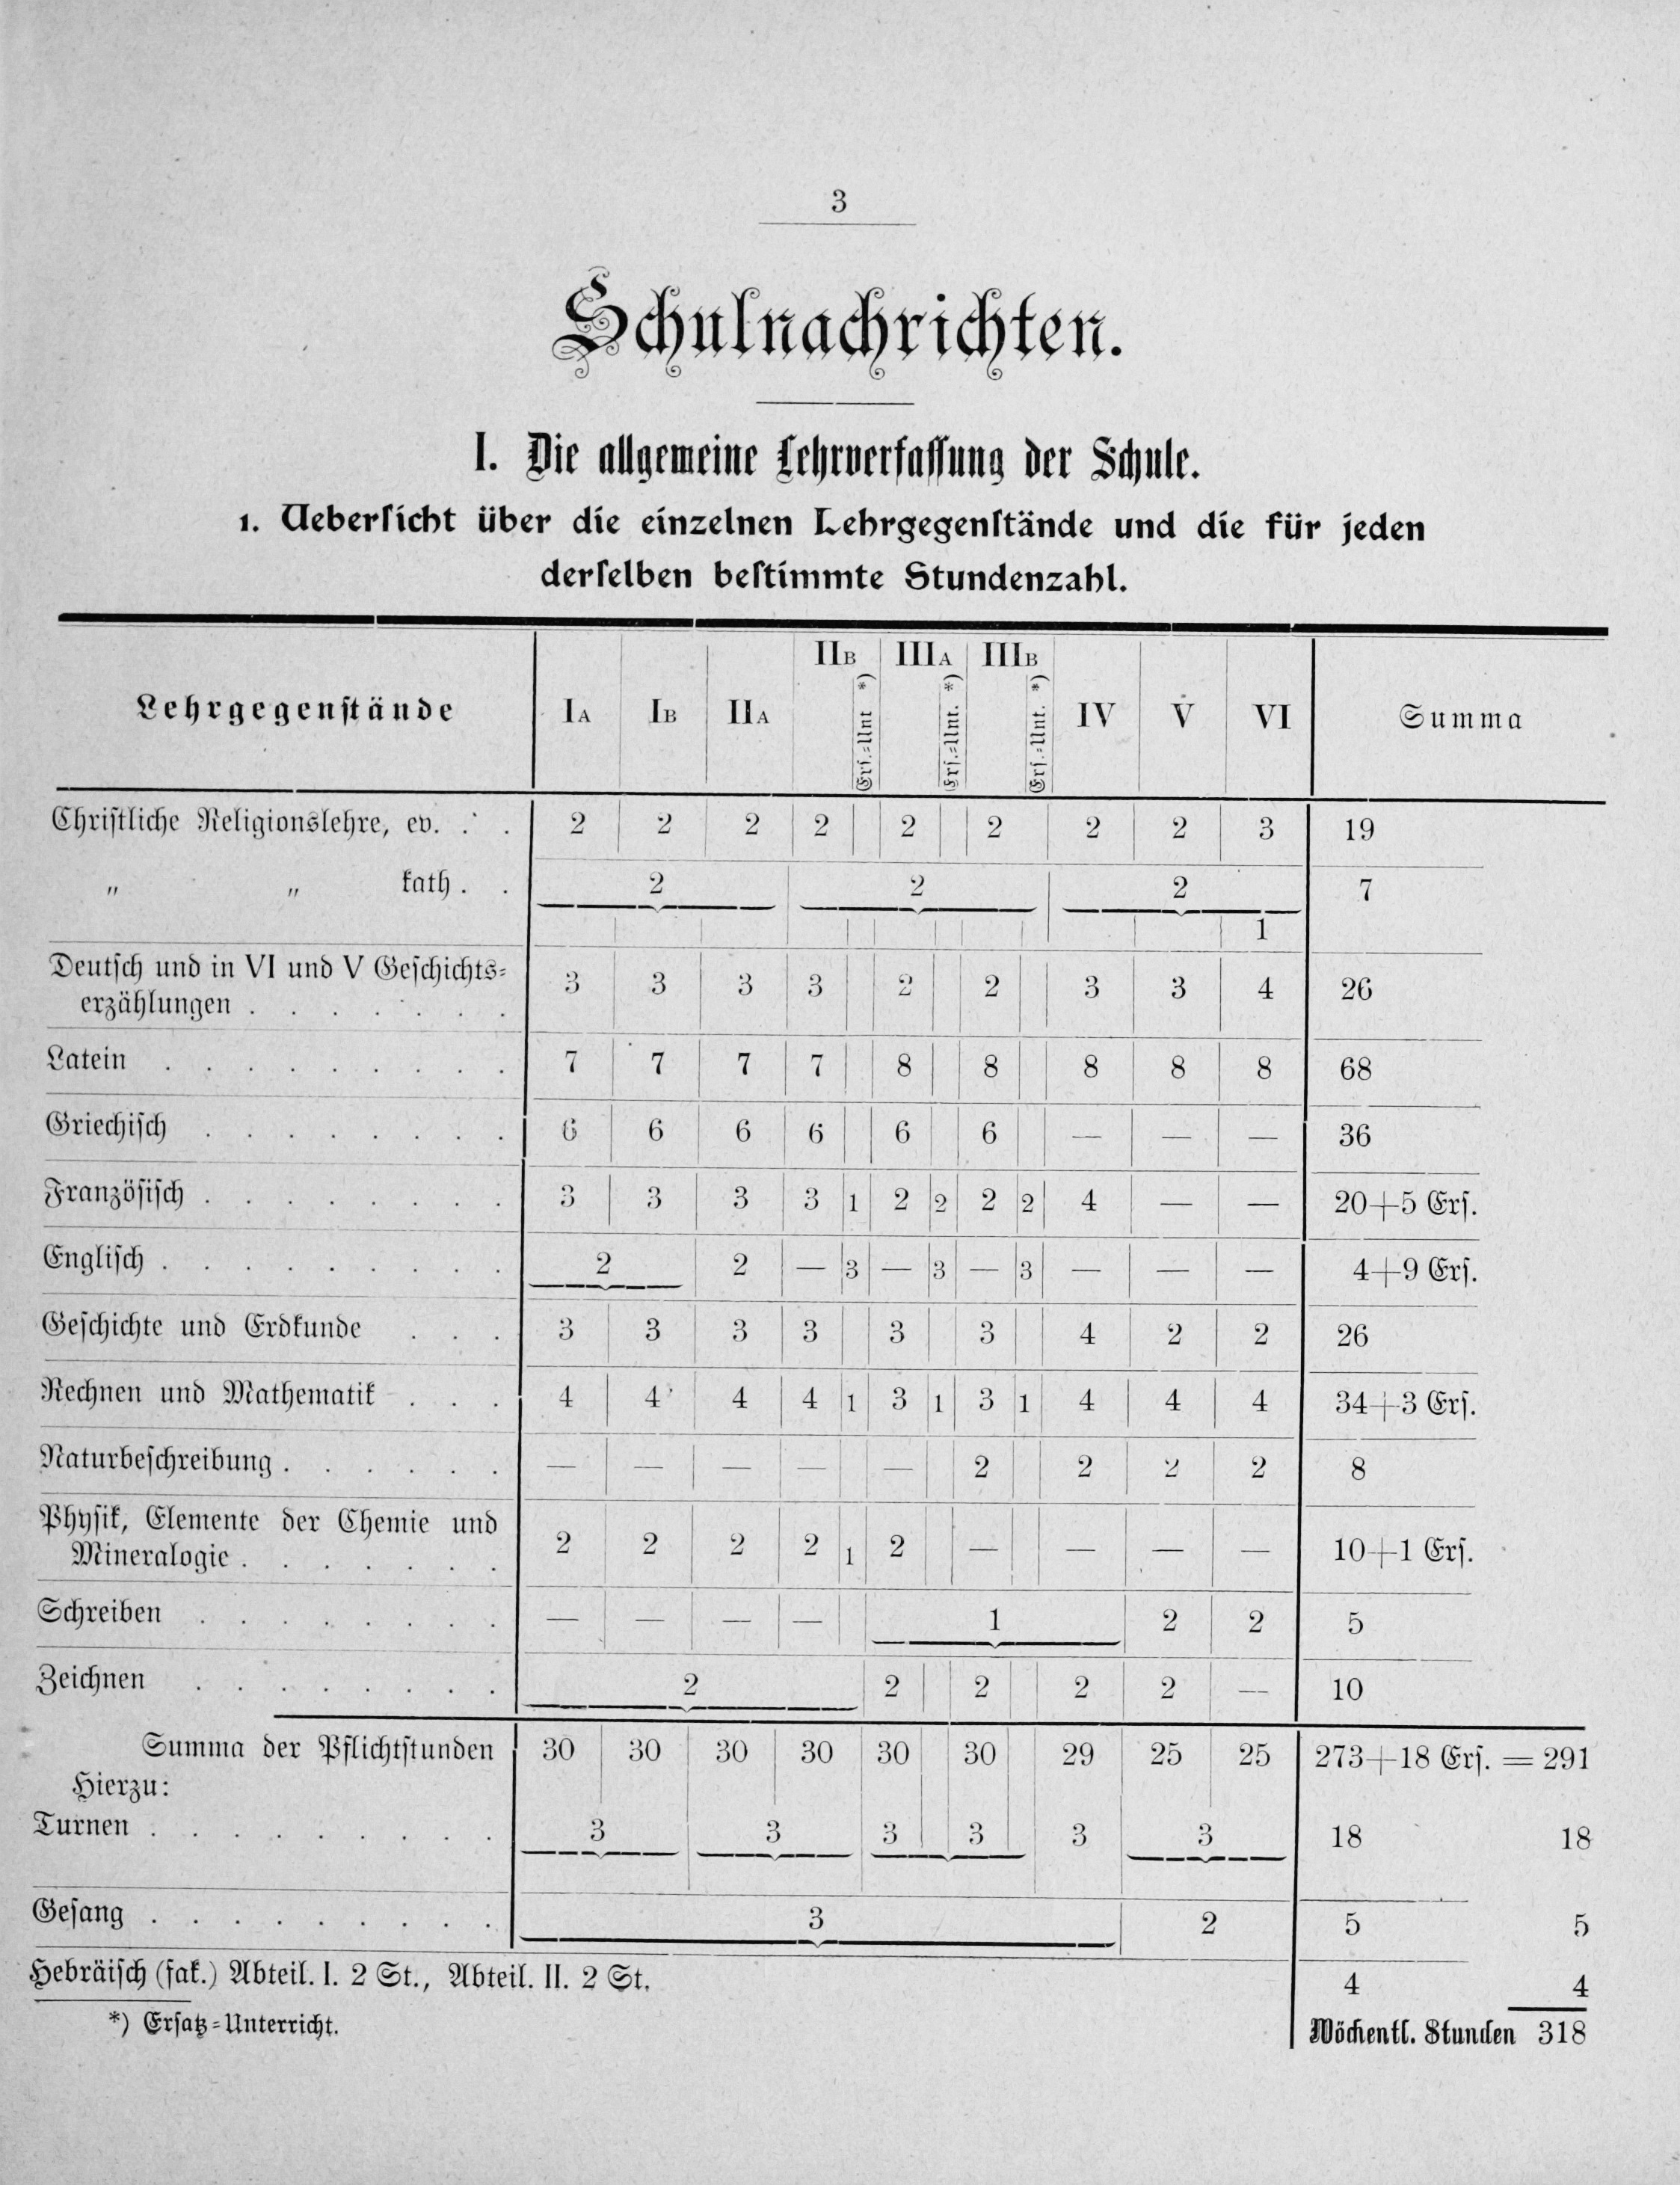 3
Schulnachrichten.
I. Die allgemeine Lehrverfassung der Schule.
1. Uebersicht über die einzelnen Lehrgegenstände und die für jeden
derselben bestimmte Stundenzahl.
Lehrgegenstände IA IB IIA IIB Ers.-Unt *) IIIA Ers.-Unt. *) IIIB Ers.-Unt. *) IV V VI Summa
Christliche Religionslehre, ev. . . 2 2 2 2 2 2 2 2 3 19
„ „ kath . . 2 2 2 7
1
Deutsch und in VI und V Geschichts-
erzählungen . . . . . . . 3 3 3 3 2 2 3 3 4 26
Latein . . . . . . . . . 7 7 7 7 8 8 8 8 8 68
Griechisch . . . . . . . . 6 6 6 6 6 6 — — — 36
Französisch . . . . . . . . 3 3 3 3 1 2 2 2 2 4 — — 20+5 Ers.
Englisch . . . . . . . . . 2 2 — 3 — 3 — 3 — — — 4+9 Ers.
Geschichte und Erdkunde . . . 3 3 3 3 3 3 4 2 2 26
Rechnen und Mathematik . . . 4 4 4 4 1 3 1 3 1 4 4 4 34+3 Ers.
Naturbeschreibung . . . . . . — — — — — 2 2 2 2 8
Physik, Elemente der Chemie und
Mineralogie . . . . . . . 2 2 2 2 1 2 — — — — 10+1 Ers.
Schreiben . . . . . . . . — — — — 1 2 2 5
Zeichnen . . . . . . . . 2 2 2 2 2 — 10
Summa der Pflichtstunden 30 30 30 30 30 30 29 25 25 273+18 Ers. = 291
Hierzu:
Turnen . . . . . . . . . 3 3 3 3 3 3 18 18
Gesang . . . . . . . . . 3 2 5 5
Hebräisch (fak.) Abteil. I. 2 St., Abteil. II. 2 St. 4 4
*) Ersatz-Unterricht. Wöchentl. Stunden 318